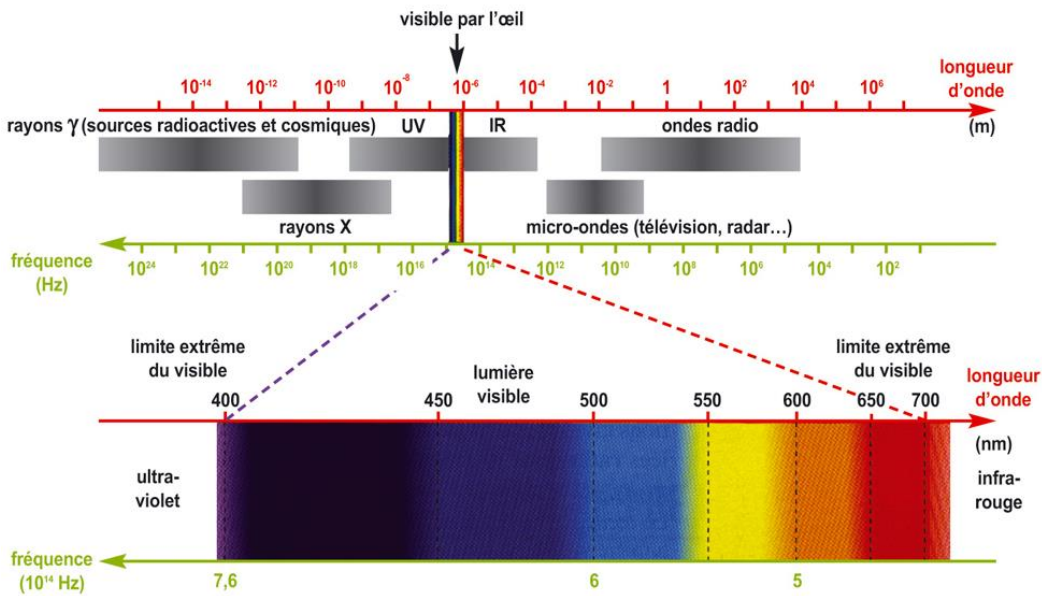 visible par l'œil
10⁻¹⁴ 10⁻¹² 10⁻¹⁰ 10⁻⁸ 10⁻⁶ 10⁻⁴ 10⁻² 1 10² 10⁴ 10⁶
longueur
d'onde
(m)
rayons γ (sources radioactives et cosmiques) UV IR ondes radio
rayons X micro-ondes (télévision, radar...)
fréquence
(Hz)
10²⁴ 10²² 10²⁰ 10¹⁸ 10¹⁶ 10¹⁴ 10¹² 10¹⁰ 10⁸ 10⁶ 10⁴ 10²
limite extrême
du visible
lumière
visible
limite extrême
du visible
400 450 500 550 600 650 700
longueur
d'onde
(nm)
ultra-
violet
infra-
rouge
fréquence
(10¹⁴ Hz)
7,6 6 5